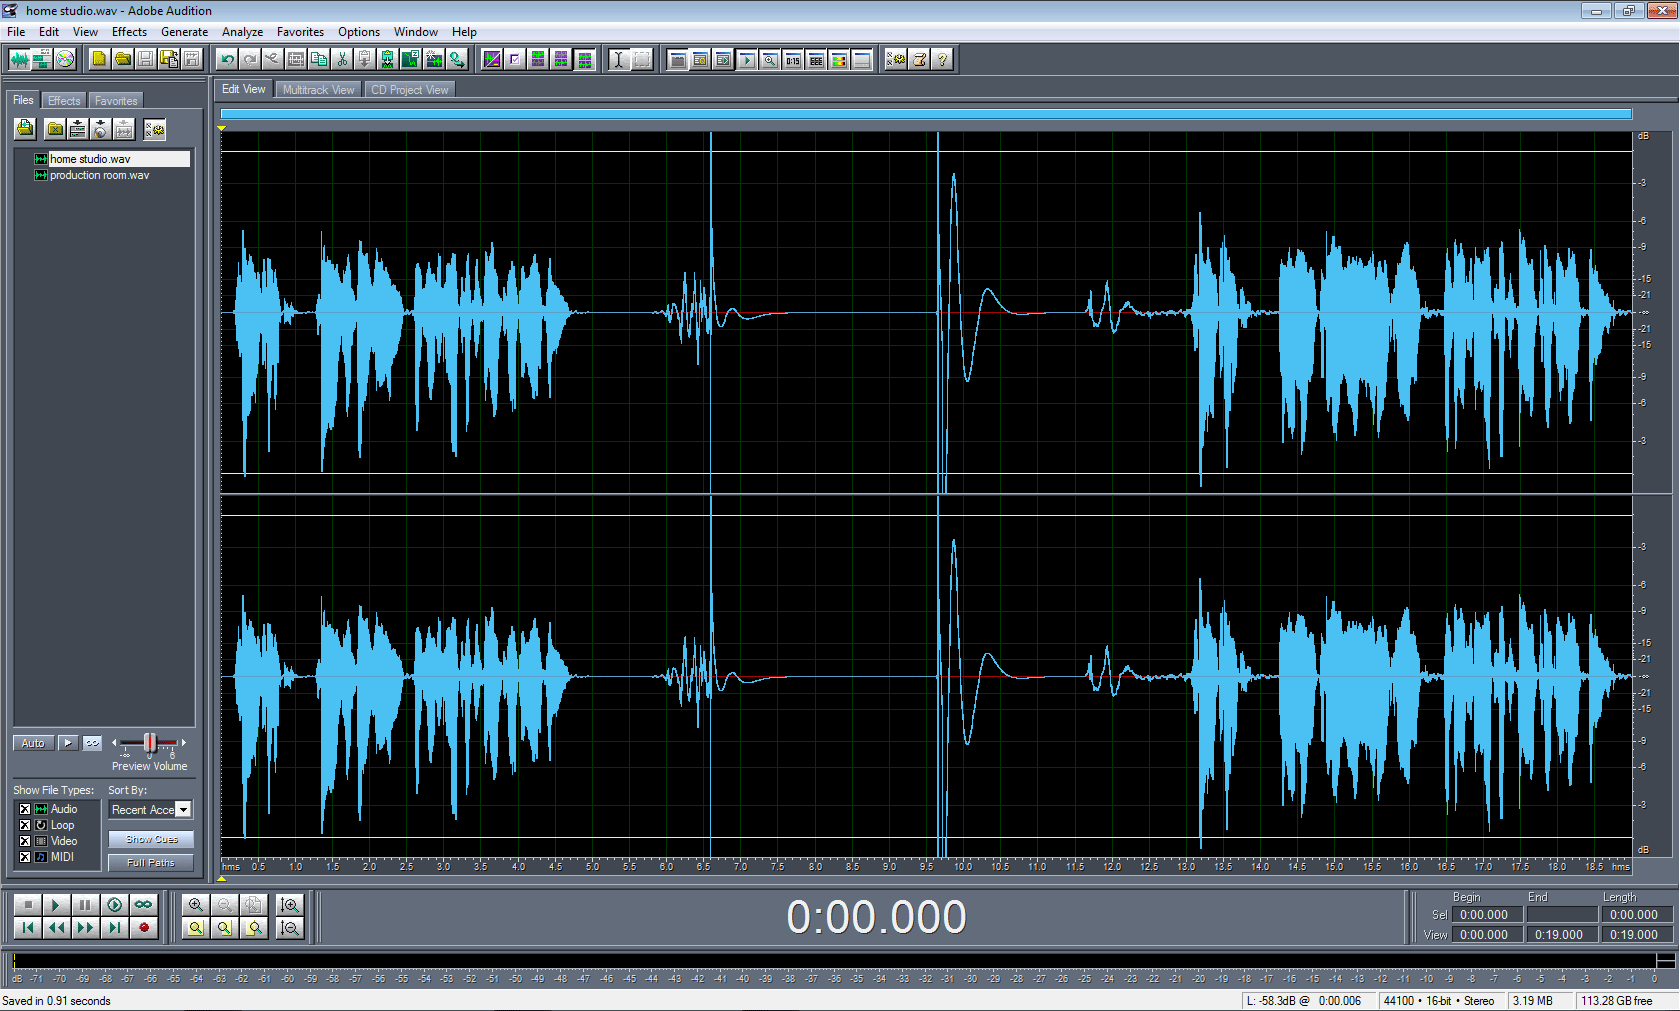 home studio.wav - Adobe Audition
File Edit View Effects Generate Analyze Favorites Options Window Help
Files Effects Favorites
Edit View Multitrack View CD Project View
home studio.wav
production room.wav
dB
-3
-6
-9
-15
-21
-∞
-21
-15
-9
-6
-3
-3
-6
-9
-15
-21
-∞
-21
-15
-9
-6
-3
dB
hms 0.5 1.0 1.5 2.0 2.5 3.0 3.5 4.0 4.5 5.0 5.5 6.0 6.5 7.0 7.5 8.0 8.5 9.0 9.5 10.0 10.5 11.0 11.5 12.0 12.5 13.0 13.5 14.0 14.5 15.0 15.5 16.0 16.5 17.0 17.5 18.0 18.5 hms
Auto
-∞ 0 6
Preview Volume
Show File Types: Sort By:
Audio Recent Acce
Loop
Video Show Cues
MIDI Full Paths
0:00.000
Begin End Length
Sel 0:00.000 0:00.000
View 0:00.000 0:19.000 0:19.000
dB -71 -70 -69 -68 -67 -66 -65 -64 -63 -62 -61 -60 -59 -58 -57 -56 -55 -54 -53 -52 -51 -50 -49 -48 -47 -46 -45 -44 -43 -42 -41 -40 -39 -38 -37 -36 -35 -34 -33 -32 -31 -30 -29 -28 -27 -26 -25 -24 -23 -22 -21 -20 -19 -18 -17 -16 -15 -14 -13 -12 -11 -10 -9 -8 -7 -6 -5 -4 -3 -2 -1 0
Saved in 0.91 seconds L: -58.3dB @ 0:00.006 44100 • 16-bit • Stereo 3.19 MB 113.28 GB free